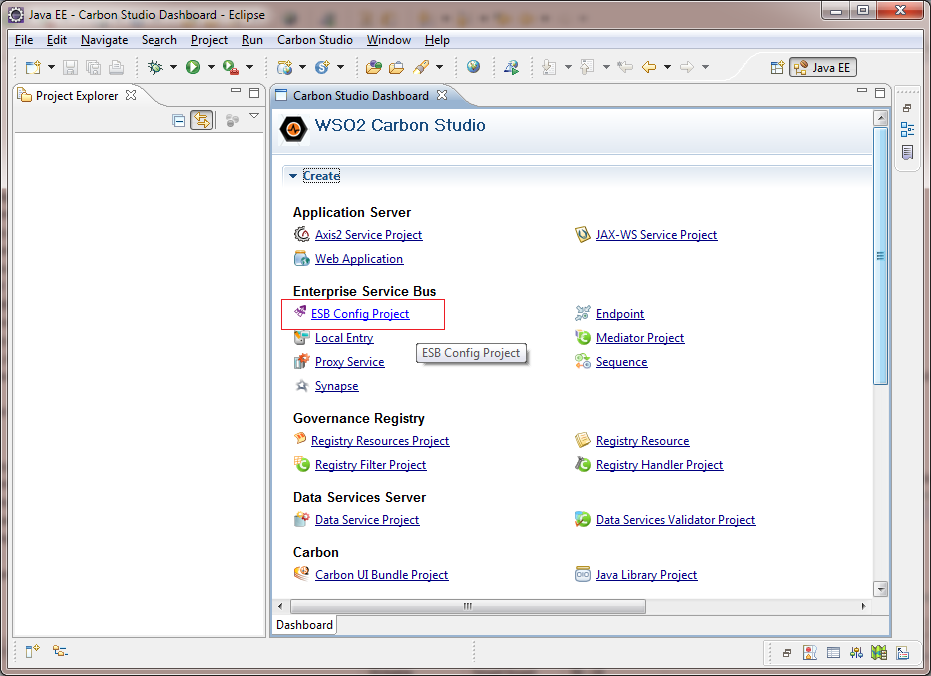 Java EE - Carbon Studio Dashboard - Eclipse
File Edit Navigate Search Project Run Carbon Studio Window Help
Java EE
Project Explorer
Carbon Studio Dashboard
WSO2 Carbon Studio
Create
Application Server
Axis2 Service Project
JAX-WS Service Project
Web Application
Enterprise Service Bus
ESB Config Project
Endpoint
Local Entry
Mediator Project
ESB Config Project
Proxy Service
Sequence
Synapse
Governance Registry
Registry Resources Project
Registry Resource
Registry Filter Project
Registry Handler Project
Data Services Server
Data Service Project
Data Services Validator Project
Carbon
Carbon UI Bundle Project
Java Library Project
Dashboard